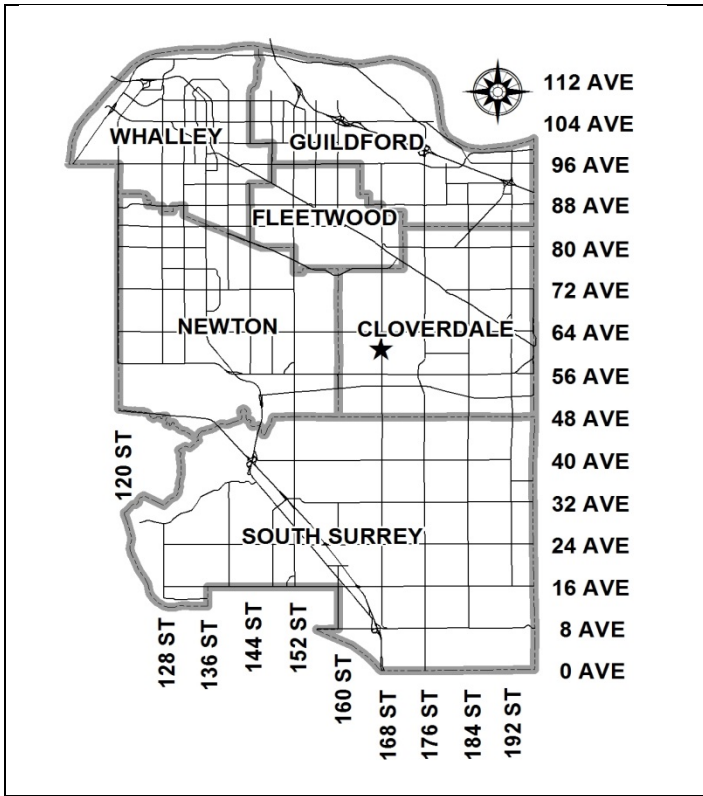 112 AVE
104 AVE
WHALLEY
GUILDFORD
96 AVE
88 AVE
FLEETWOOD
80 AVE
72 AVE
NEWTON
CLOVERDALE
64 AVE
56 AVE
48 AVE
120 ST
40 AVE
32 AVE
SOUTH SURREY
24 AVE
16 AVE
8 AVE
0 AVE
128 ST
136 ST
144 ST
152 ST
160 ST
168 ST
176 ST
184 ST
192 ST